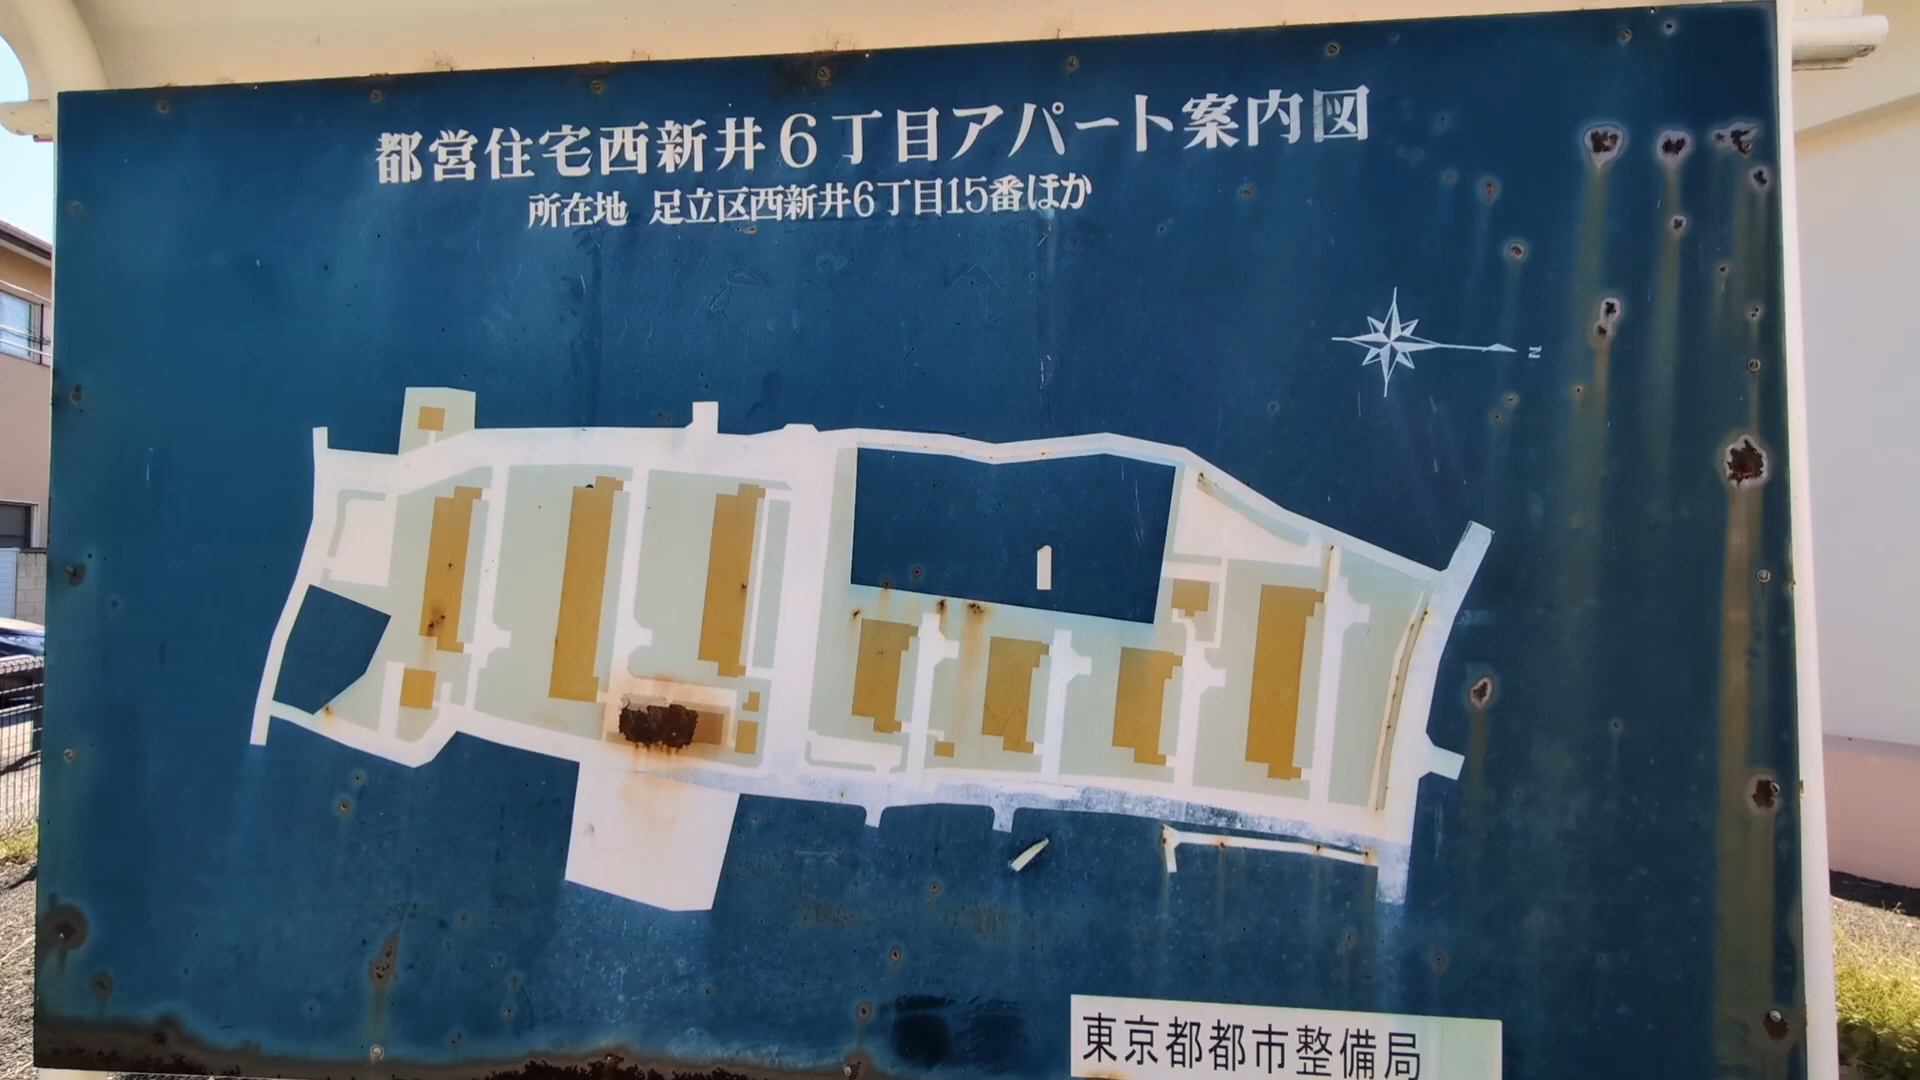 都営住宅西新井6丁目アパート案内図
所在地 足立区西新井6丁目15番ほか
N
東京都都市整備局